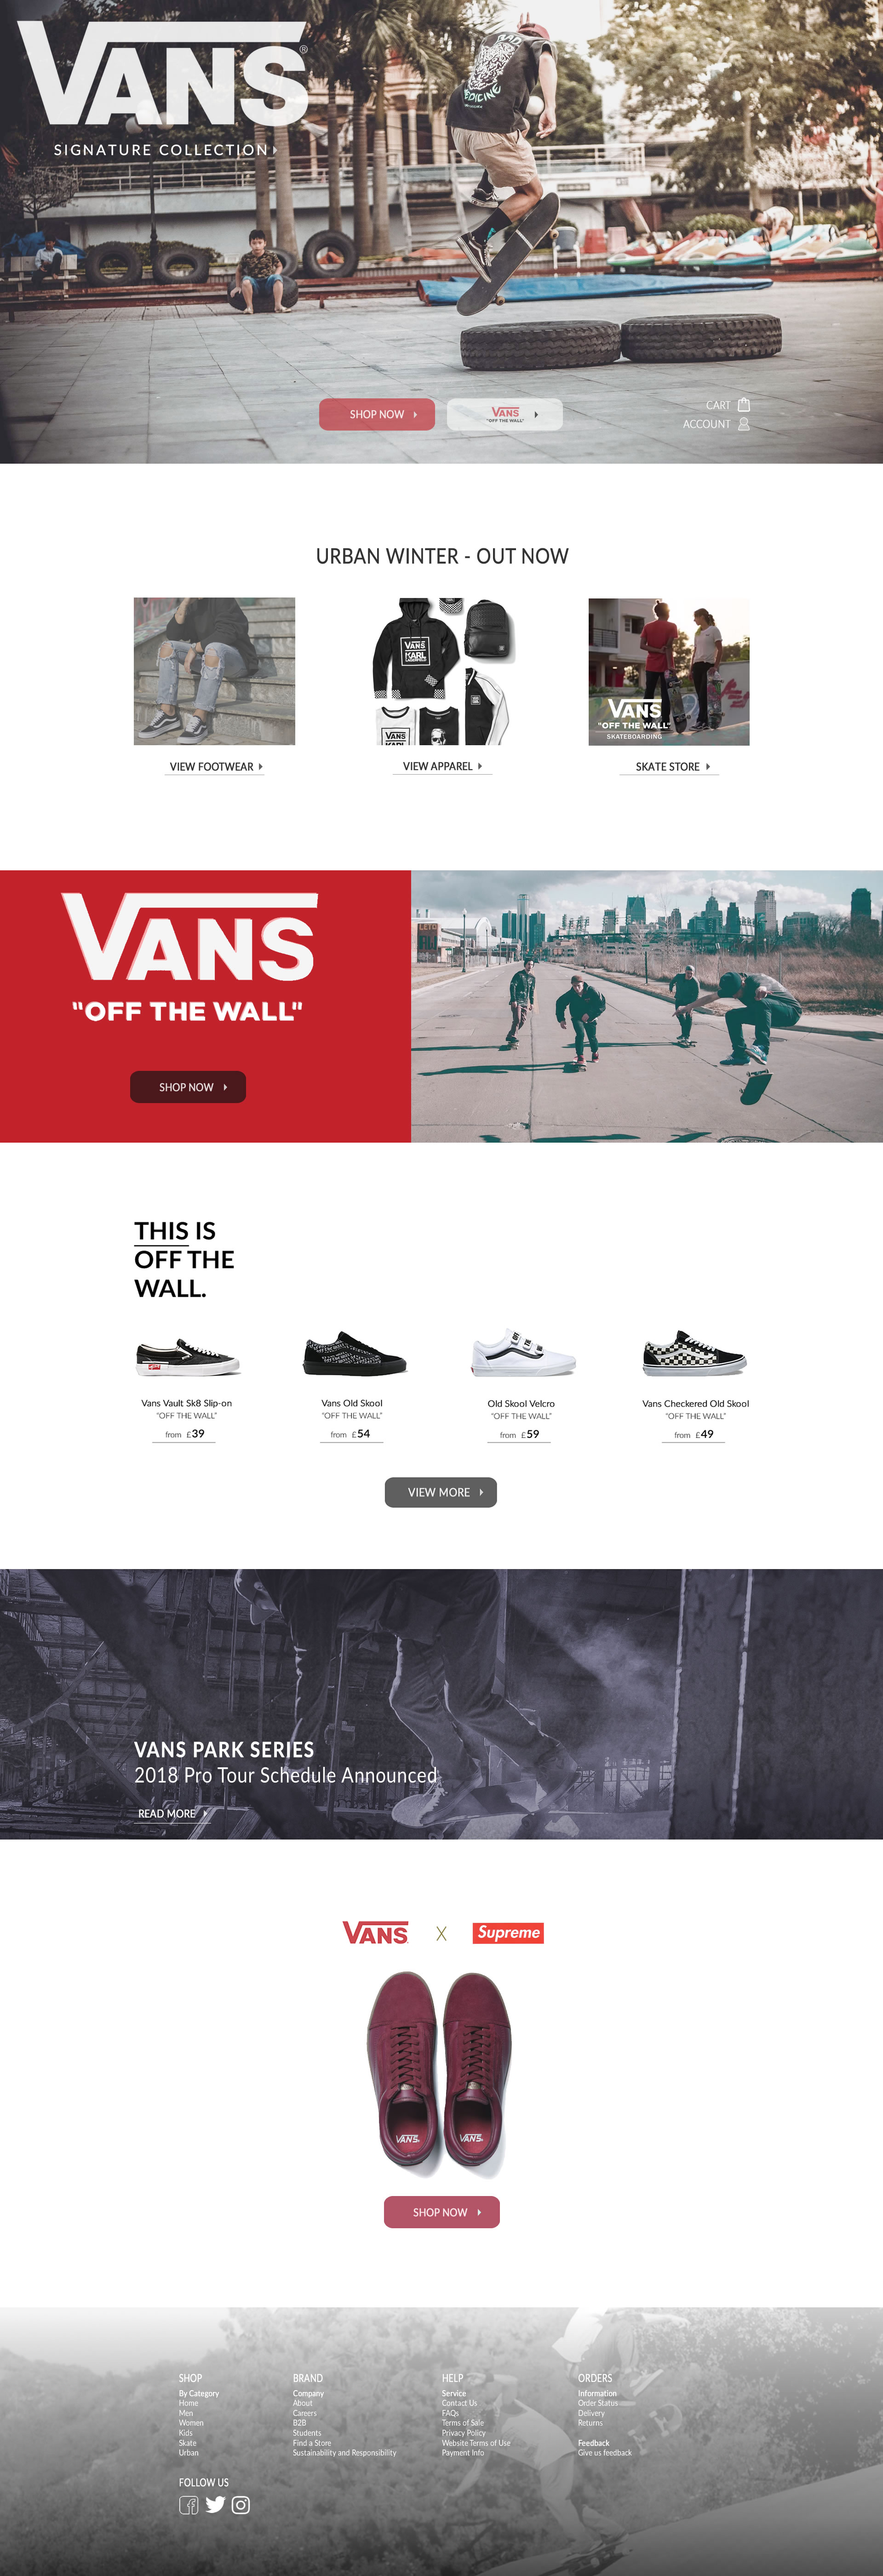 VANS®
SIGNATURE COLLECTION
BAD
MEDICINE
SHOP NOW
VANS
"OFF THE WALL"
CART
ACCOUNT
URBAN WINTER - OUT NOW
VANS
KARL
VANS
KARL
VANS
"OFF THE WALL"
SKATEBOARDING
VIEW FOOTWEAR
VIEW APPAREL
SKATE STORE
VANS
"OFF THE WALL"
SHOP NOW
THIS IS
OFF THE
WALL.
Vans Vault Sk8 Slip-on
"OFF THE WALL"
from £39
Vans Old Skool
"OFF THE WALL"
from £54
Old Skool Velcro
"OFF THE WALL"
from £59
Vans Checkered Old Skool
"OFF THE WALL"
from £49
VIEW MORE
VANS PARK SERIES
2018 Pro Tour Schedule Announced
READ MORE
VANS X Supreme
VANS
VANS
SHOP NOW
SHOP
By Category
Home
Men
Women
Kids
Skate
Urban
BRAND
Company
About
Careers
B2B
Students
Find a Store
Sustainability and Responsibility
HELP
Service
Contact Us
FAQs
Terms of Sale
Privacy Policy
Website Terms of Use
Payment Info
ORDERS
Information
Order Status
Delivery
Returns
Feedback
Give us feedback
FOLLOW US